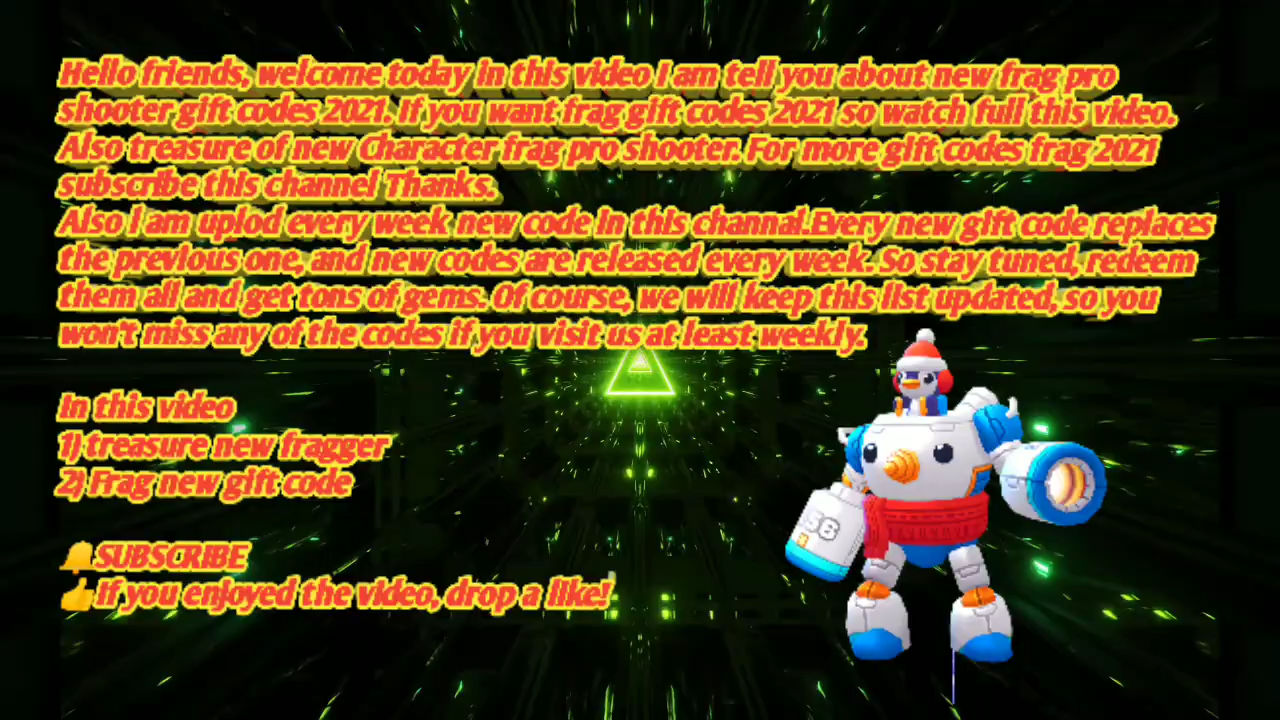 Hello friends, welcome today in this video I am tell you about new frag pro
shooter gift codes 2021. If you want frag gift codes 2021 so watch full this video.
Also treasure of new Character frag pro shooter. For more gift codes frag 2021
subscribe this channel Thanks.
Also I am uplod every week new code in this channal.Every new gift code replaces
the previous one, and new codes are released every week. So stay tuned, redeem
them all and get tons of gems. Of course, we will keep this list updated, so you
won't miss any of the codes if you visit us at least weekly.
In this video
1) treasure new fragger
2) Frag new gift code
🔔SUBSCRIBE
👍If you enjoyed the video, drop a like!